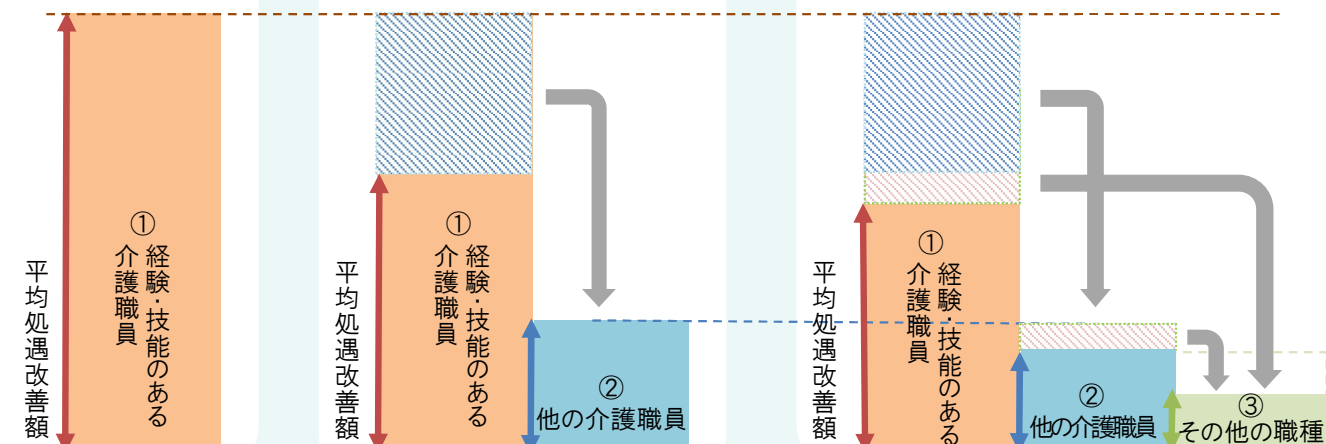 平均処遇改善額
①
経験・技能のある
介護職員
平均処遇改善額
①
経験・技能のある
介護職員
②
他の介護職員
平均処遇改善額
①
経験・技能のある
介護職員
②
他の介護職員
③
その他の職種